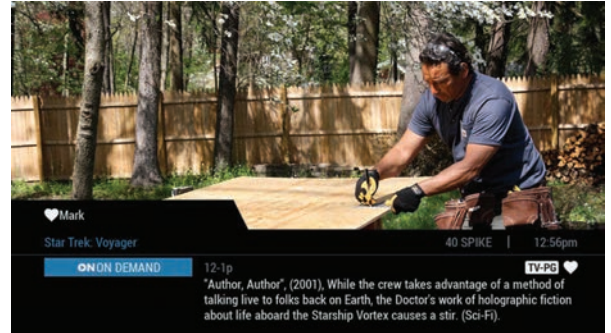 Mark
Star Trek: Voyager 40 SPIKE | 12:56pm
ON ON DEMAND 12-1p TV-PG
"Author, Author", (2001), While the crew takes advantage of a method of
talking live to folks back on Earth, the Doctor's work of holographic fiction
about life aboard the Starship Vortex causes a stir. (Sci-Fi).